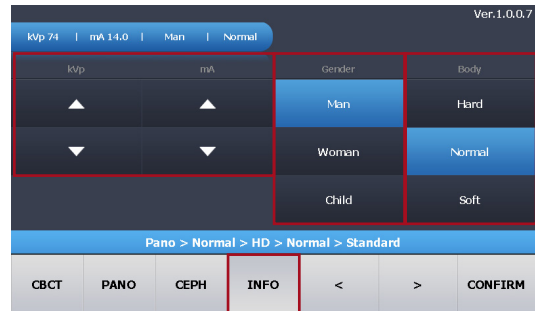 Ver.1.0.0.7
kVp 74 | mA 14.0 | Man | Normal
kVp mA Gender Body
Man Hard
Woman Normal
Child Soft
Pano > Normal > HD > Normal > Standard
CBCT PANO CEPH INFO < > CONFIRM